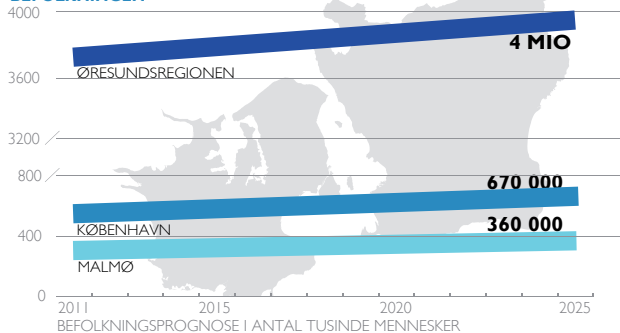 4000
4 MIO
ØRESUNDSREGIONEN
3600
3200
800
670 000
KØBENHAVN
360 000
400
MALMØ
0
2011 2015 2020 2025
BEFOLKNINGSPROGNOSE I ANTAL TUSINDE MENNESKER